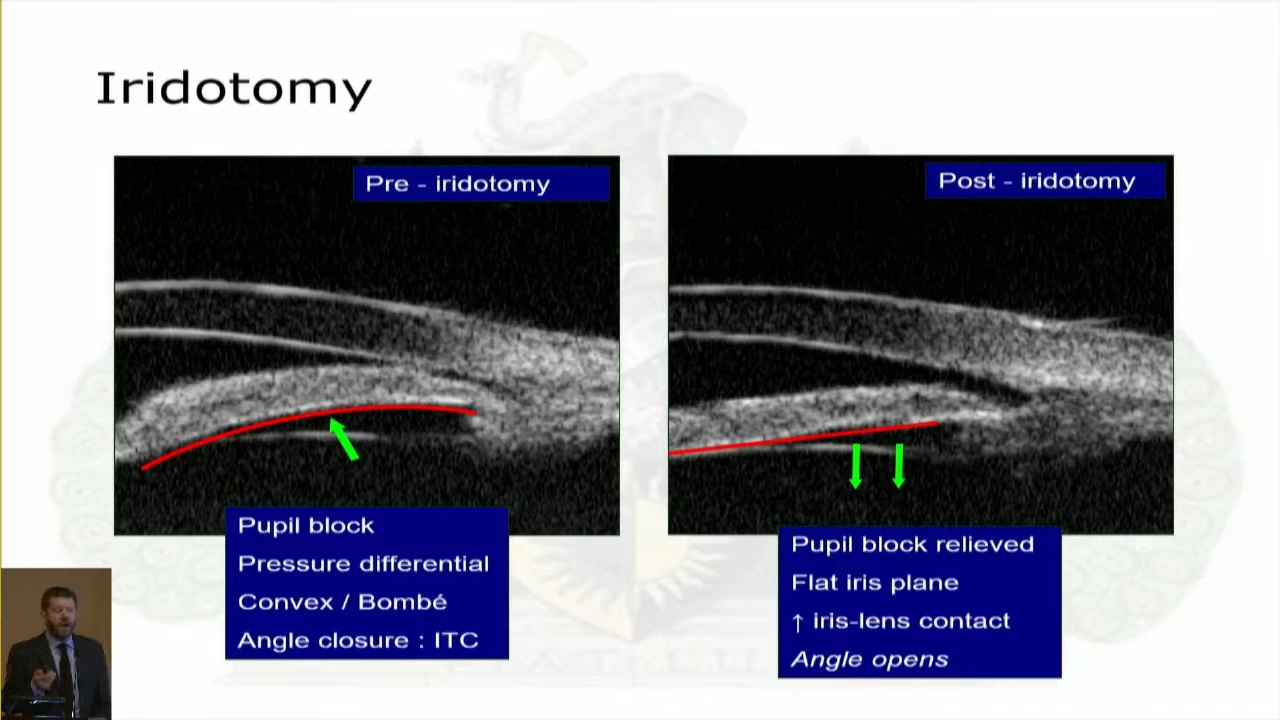 Iridotomy
Pre - iridotomy
Pupil block
Pressure differential
Convex / Bombé
Angle closure : ITC
Post - iridotomy
Pupil block relieved
Flat iris plane
↑ iris-lens contact
Angle opens